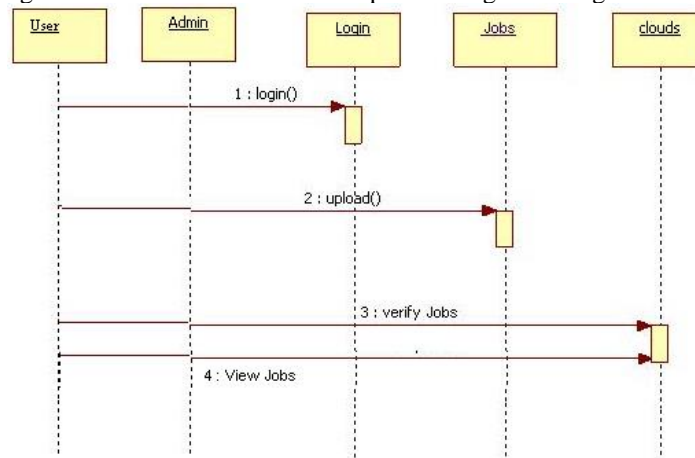 User
Admin
Login
Jobs
clouds
1 : login()
2 : upload()
3 : verify Jobs
4 : View Jobs